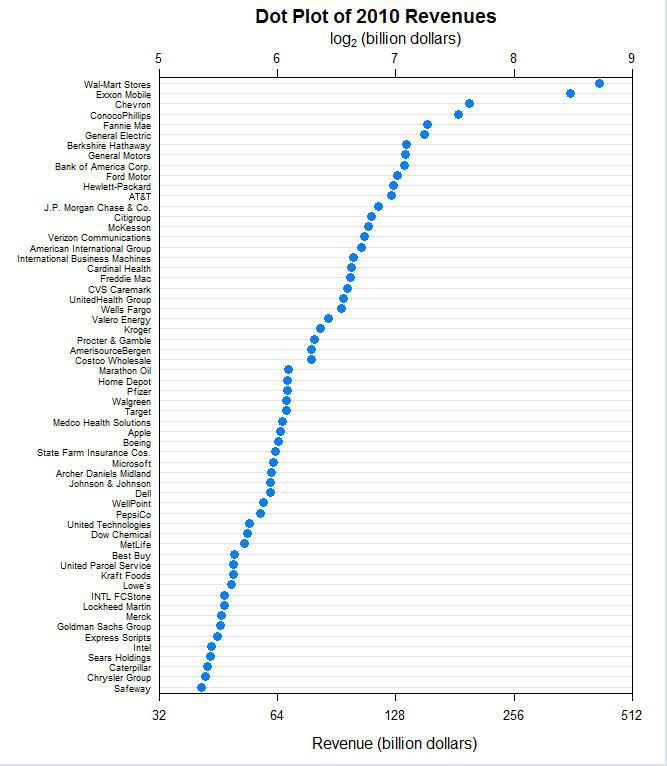 Dot Plot of 2010 Revenues
log2 (billion dollars)
5 6 7 8 9
Wal-Mart Stores
Exxon Mobile
Chevron
ConocoPhillips
Fannie Mae
General Electric
Berkshire Hathaway
General Motors
Bank of America Corp.
Ford Motor
Hewlett-Packard
AT&T
J.P. Morgan Chase & Co.
Citigroup
McKesson
Verizon Communications
American International Group
International Business Machines
Cardinal Health
Freddie Mac
CVS Caremark
UnitedHealth Group
Wells Fargo
Valero Energy
Kroger
Procter & Gamble
AmerisourceBergen
Costco Wholesale
Marathon Oil
Home Depot
Pfizer
Walgreen
Target
Medco Health Solutions
Apple
Boeing
State Farm Insurance Cos.
Microsoft
Archer Daniels Midland
Johnson & Johnson
Dell
WellPoint
PepsiCo
United Technologies
Dow Chemical
MetLife
Best Buy
United Parcel Service
Kraft Foods
Lowe's
INTL FCStone
Lockheed Martin
Merck
Goldman Sachs Group
Express Scripts
Intel
Sears Holdings
Caterpillar
Chrysler Group
Safeway
32 64 128 256 512
Revenue (billion dollars)